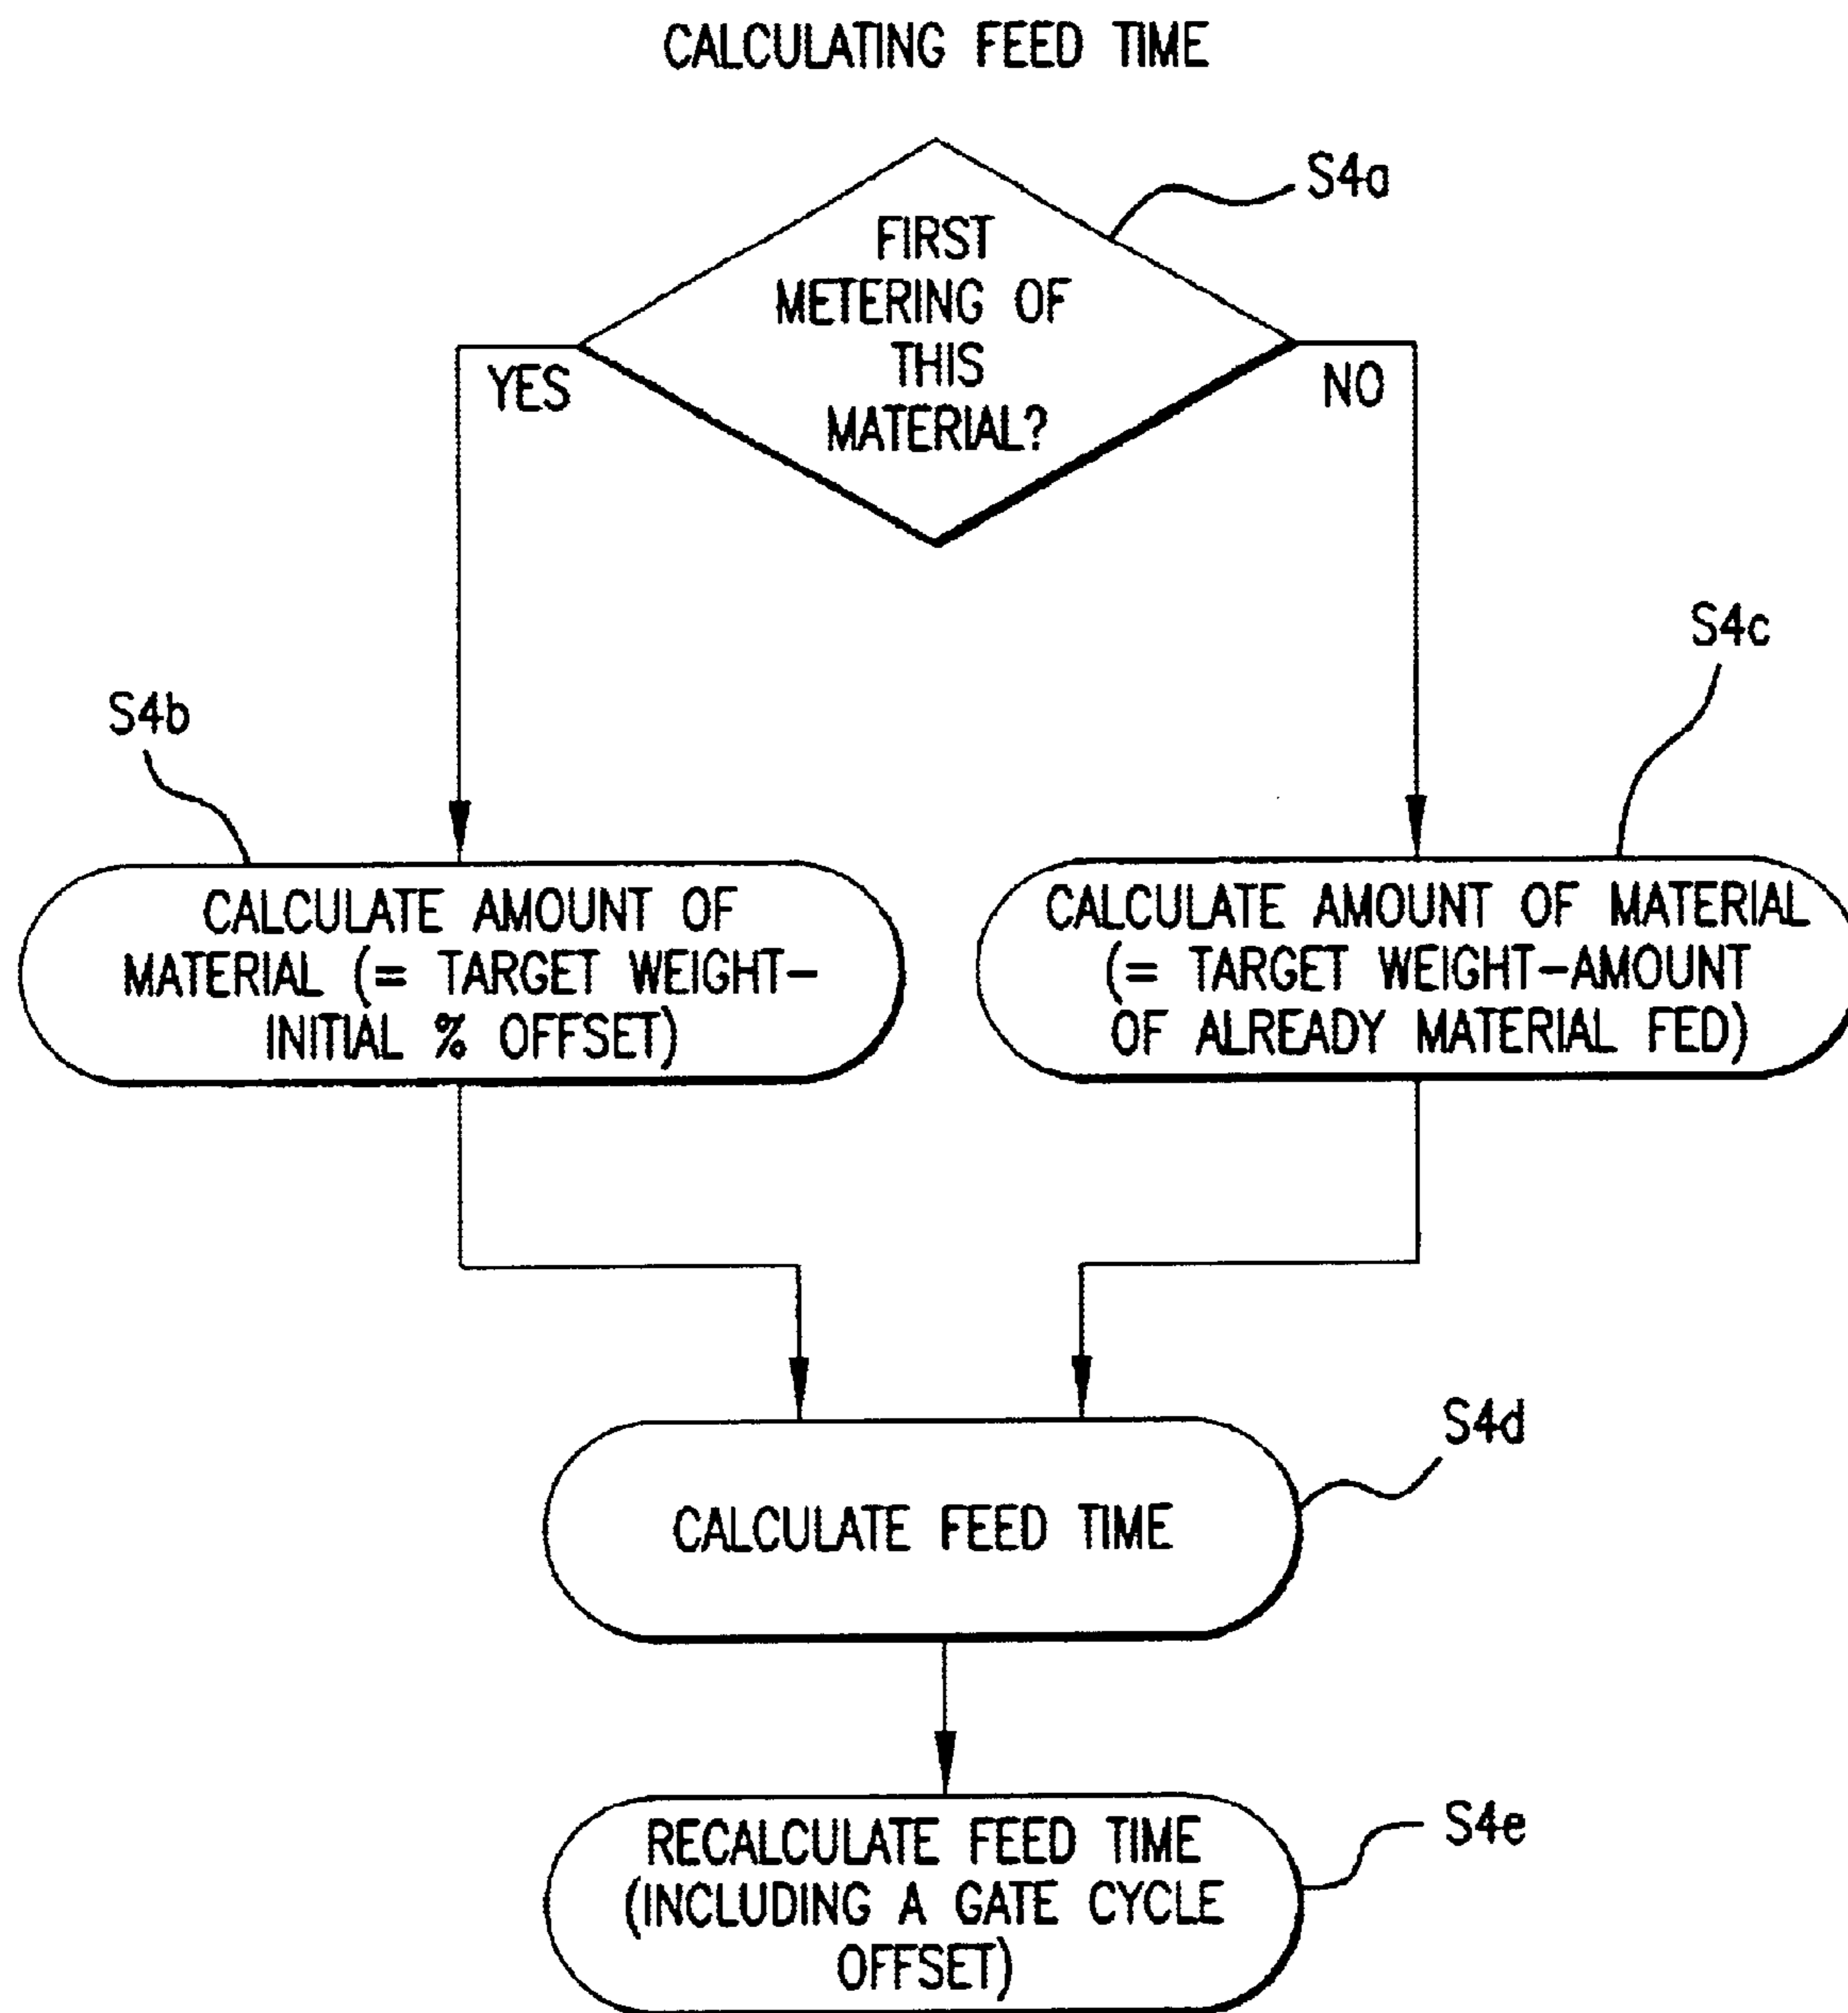 CALCULATING FEED TIME
S4a
FIRST
METERING OF
THIS
MATERIAL?
YES
NO
S4c
S4b
CALCULATE AMOUNT OF
MATERIAL (= TARGET WEIGHT-
INITIAL % OFFSET)
CALCULATE AMOUNT OF MATERIAL
(= TARGET WEIGHT-AMOUNT
OF ALREADY MATERIAL FED)
S4d
CALCULATE FEED TIME
S4e
RECALCULATE FEED TIME
(INCLUDING A GATE CYCLE
OFFSET)